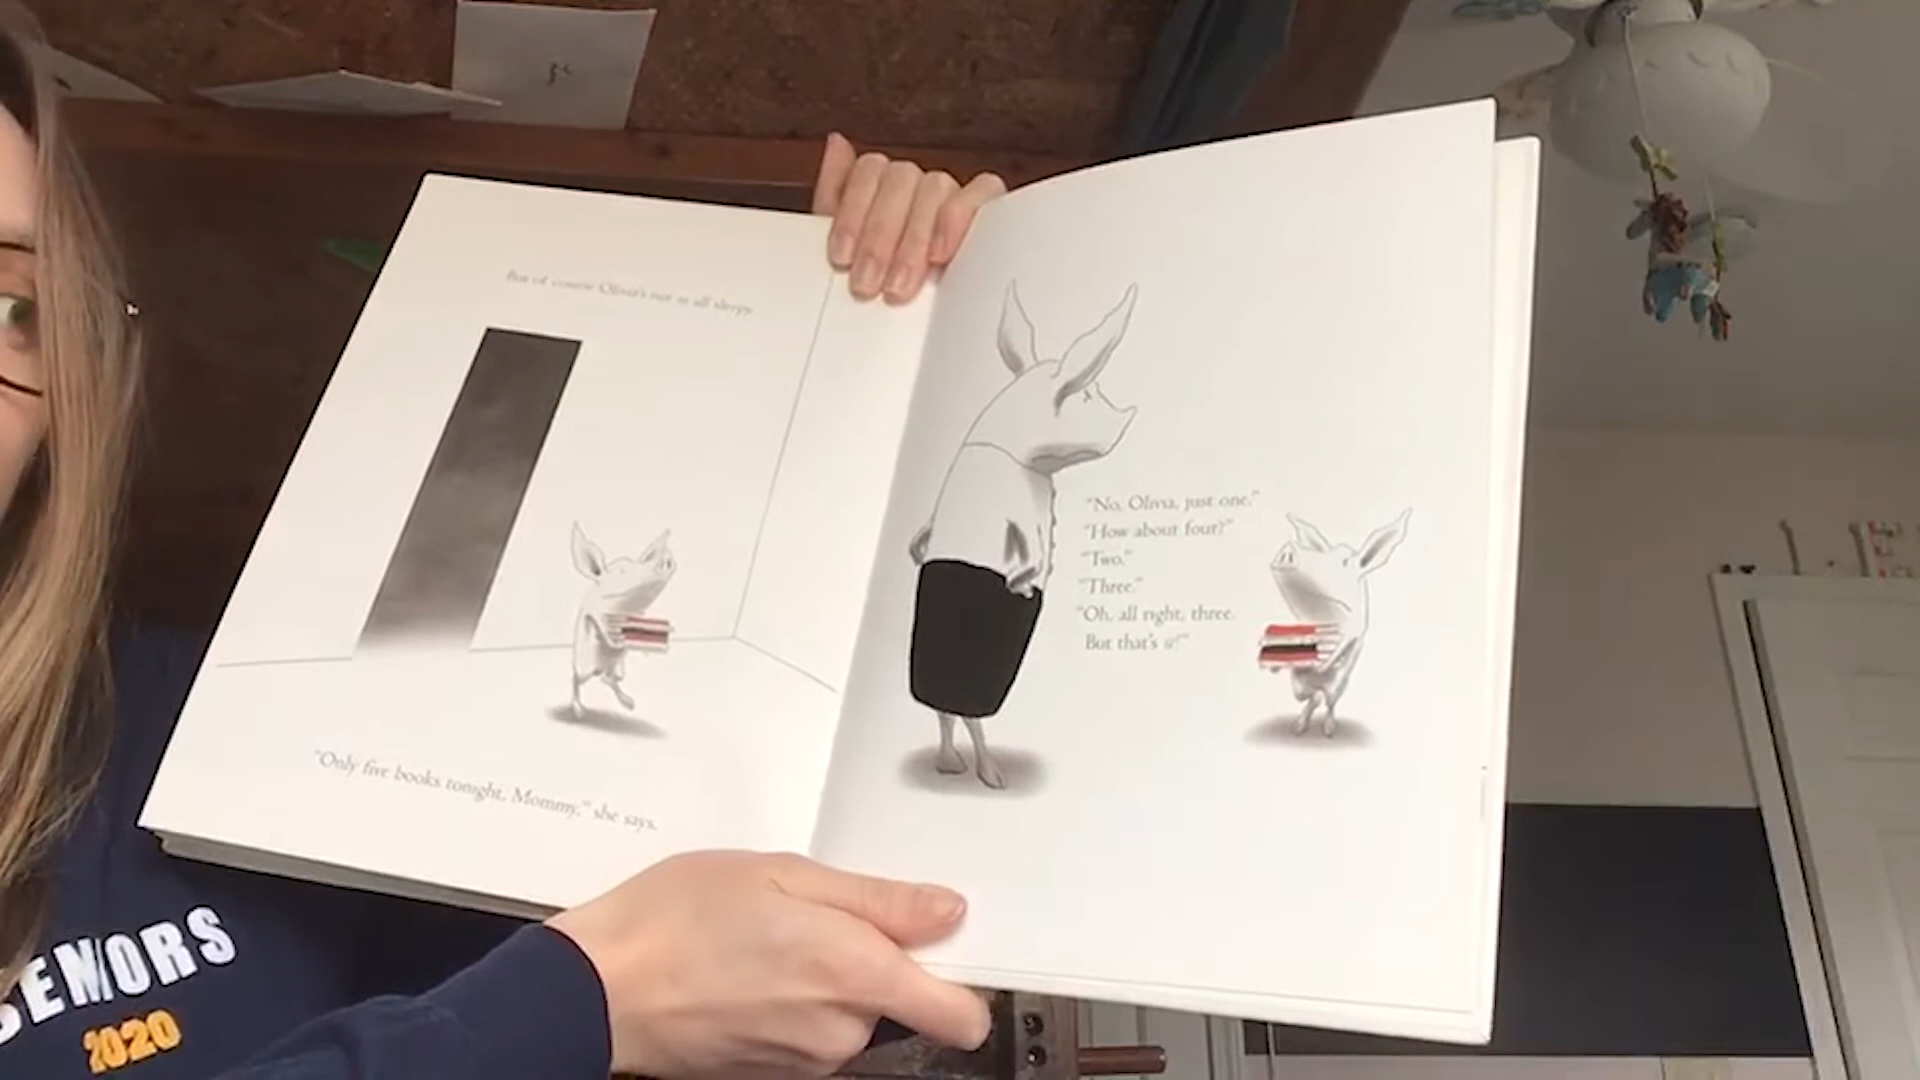 But of course Olivia's not at all sleepy.
"Only five books tonight, Mommy," she says.
"No, Olivia, just one."
"How about four?"
"Two."
"Three."
"Oh, all right, three.
But that's it!"
SENIORS
2020